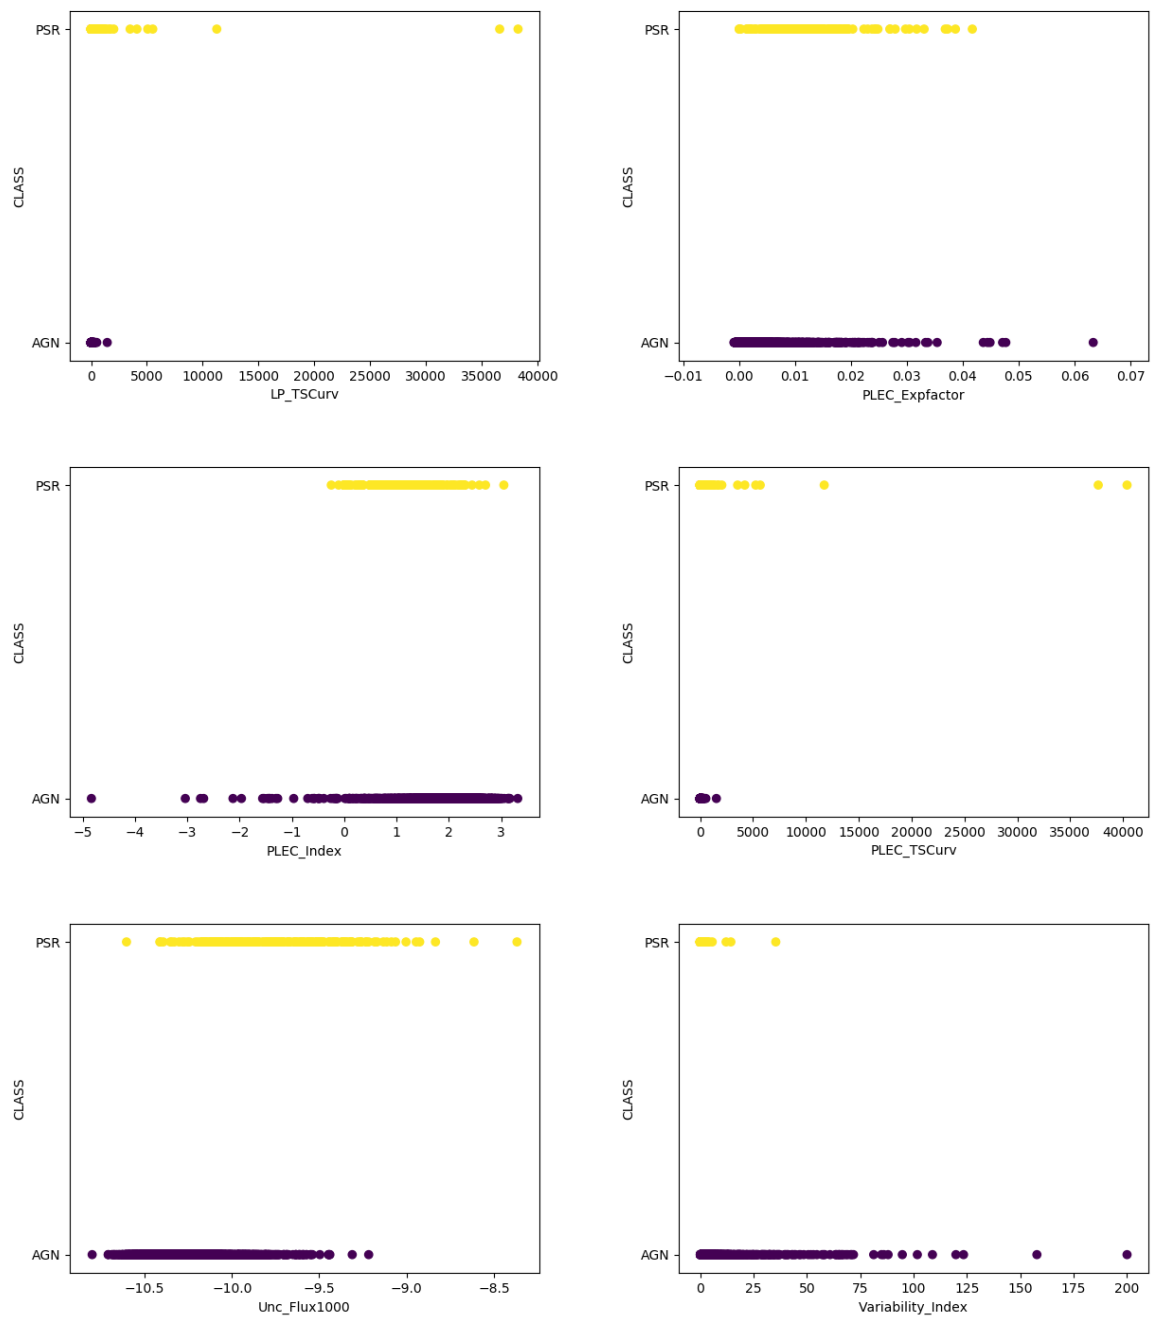 PSR
CLASS
AGN
0 5000 10000 15000 20000 25000 30000 35000 40000
LP_TSCurv
PSR
CLASS
AGN
−0.01 0.00 0.01 0.02 0.03 0.04 0.05 0.06 0.07
PLEC_Expfactor
PSR
CLASS
AGN
−5 −4 −3 −2 −1 0 1 2 3
PLEC_Index
PSR
CLASS
AGN
0 5000 10000 15000 20000 25000 30000 35000 40000
PLEC_TSCurv
PSR
CLASS
AGN
−10.5 −10.0 −9.5 −9.0 −8.5
Unc_Flux1000
PSR
CLASS
AGN
0 25 50 75 100 125 150 175 200
Variability_Index